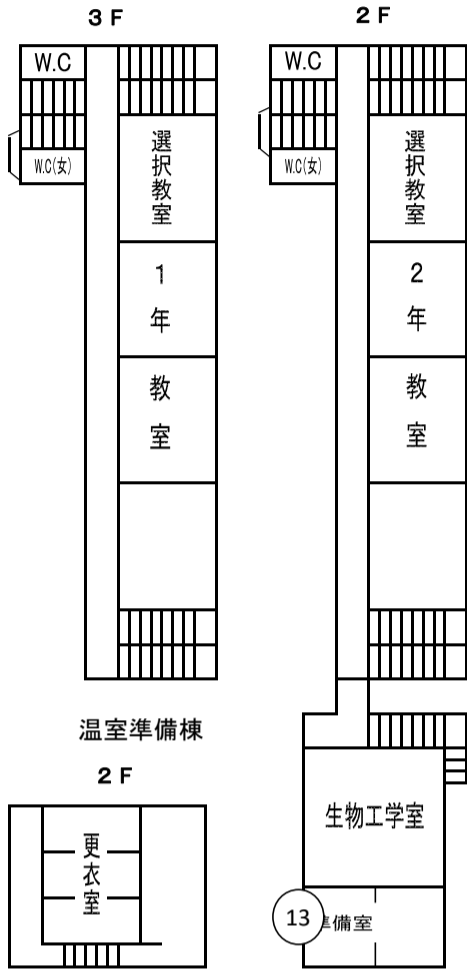 3F
W.C
W.C(女)
選択教室
1年
教室
2F
W.C
W.C(女)
選択教室
2年
教室
温室準備棟
2F
更衣室
生物工学室
13
準備室